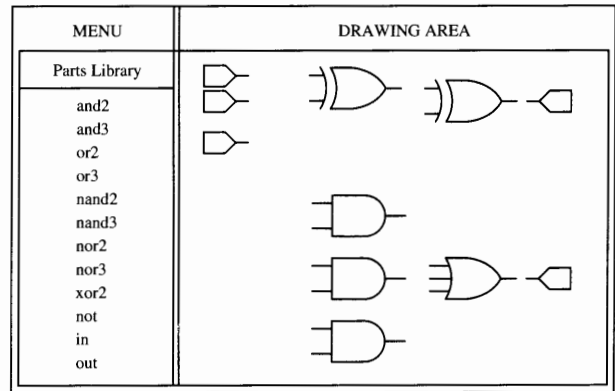 MENU
DRAWING AREA
Parts Library
and2
and3
or2
or3
nand2
nand3
nor2
nor3
xor2
not
in
out